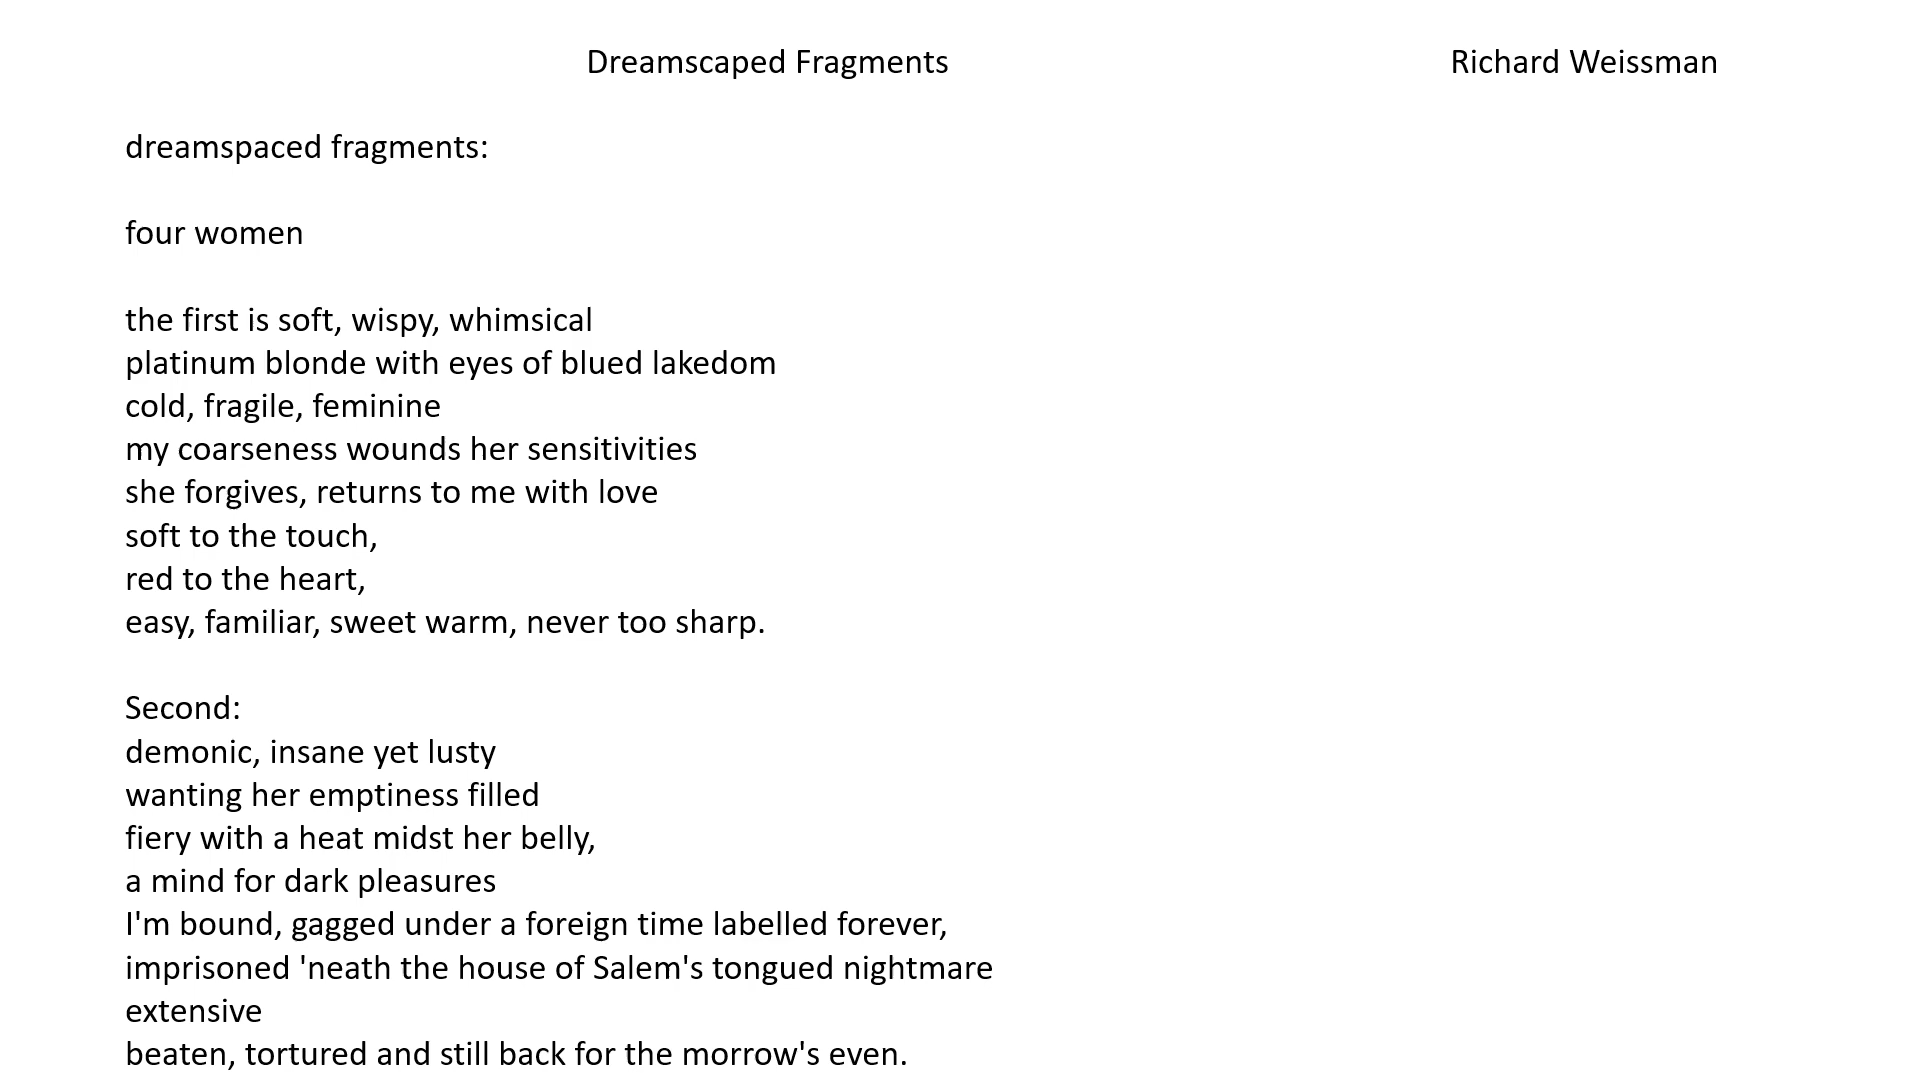 Dreamscaped Fragments Richard Weissman
dreamspaced fragments:
four women
the first is soft, wispy, whimsical
platinum blonde with eyes of blued lakedom
cold, fragile, feminine
my coarseness wounds her sensitivities
she forgives, returns to me with love
soft to the touch,
red to the heart,
easy, familiar, sweet warm, never too sharp.
Second:
demonic, insane yet lusty
wanting her emptiness filled
fiery with a heat midst her belly,
a mind for dark pleasures
I'm bound, gagged under a foreign time labelled forever,
imprisoned 'neath the house of Salem's tongued nightmare
extensive
beaten, tortured and still back for the morrow's even.